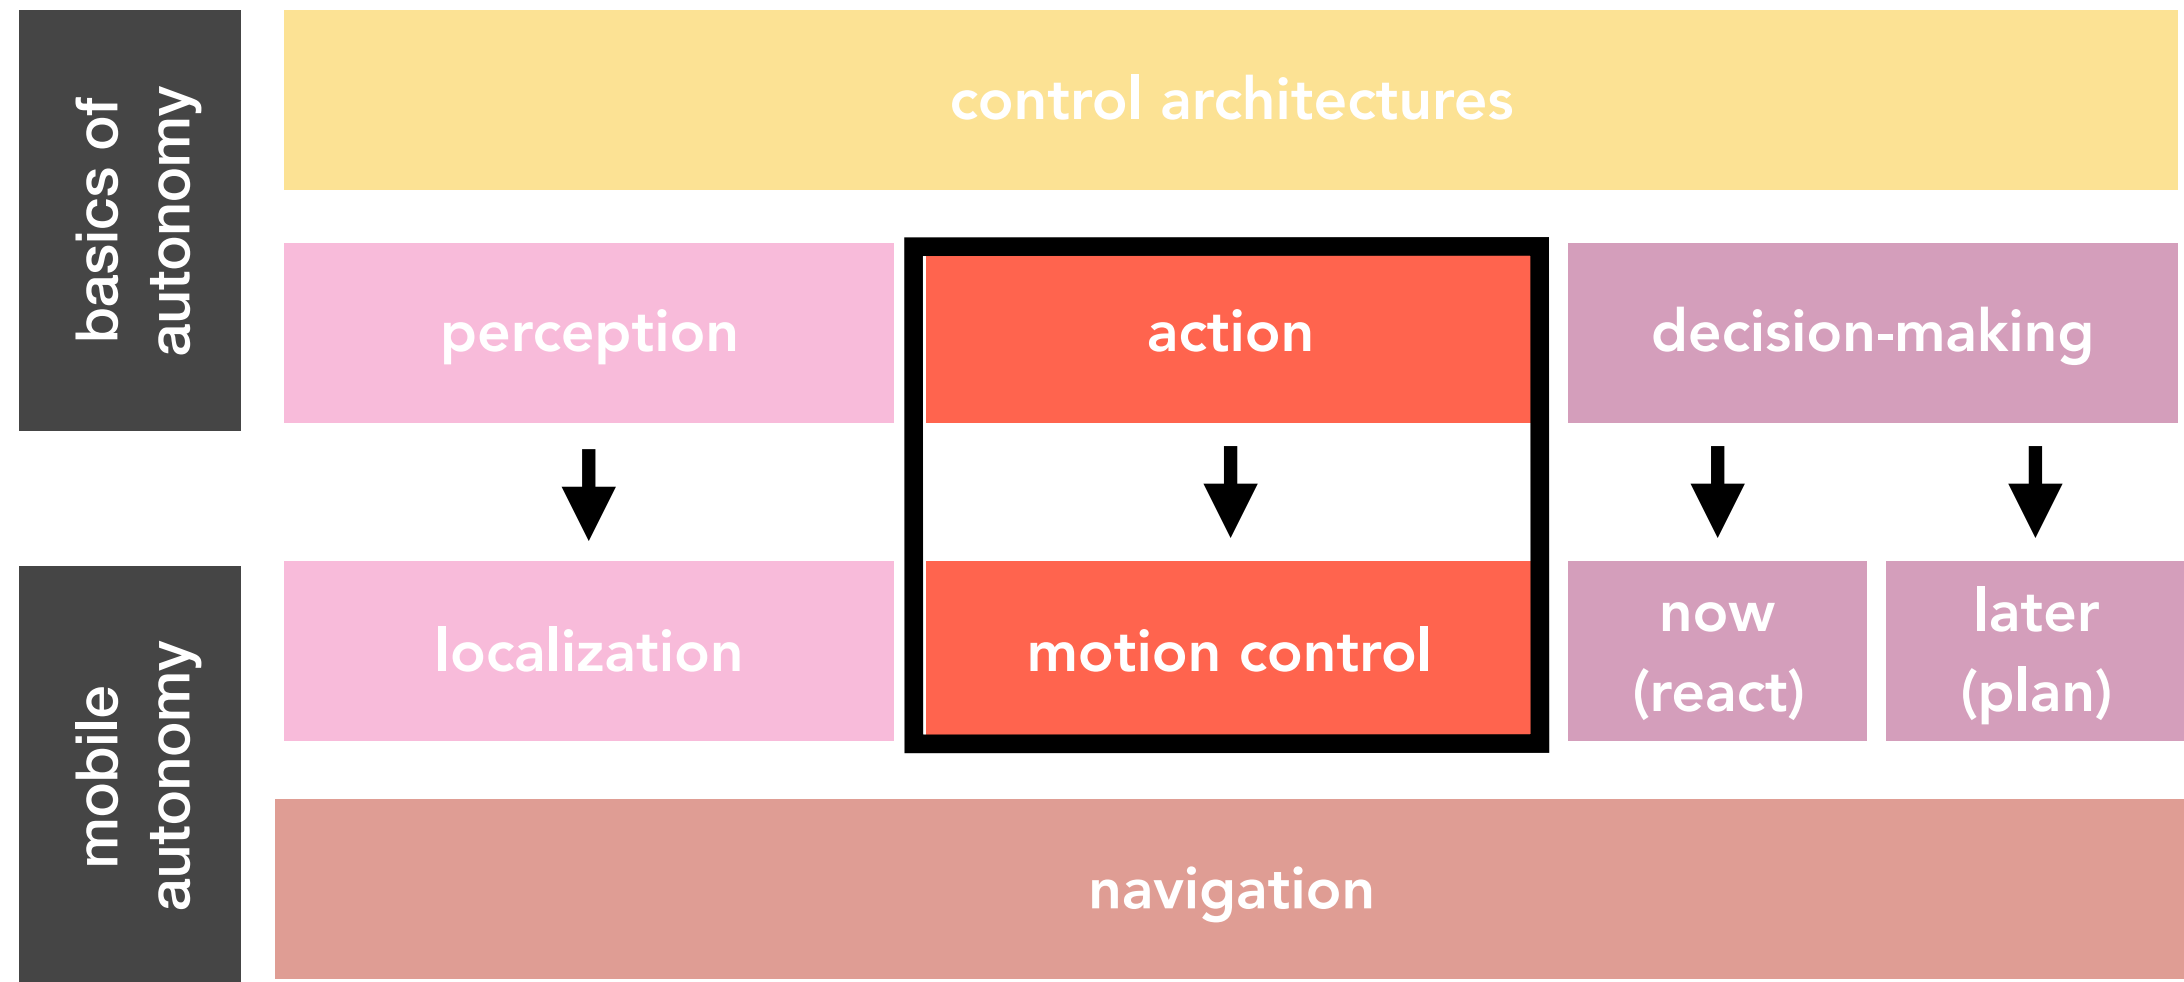 basics of
autonomy
control architectures
perception
action
decision-making
mobile
autonomy
localization
motion control
now
(react)
later
(plan)
navigation